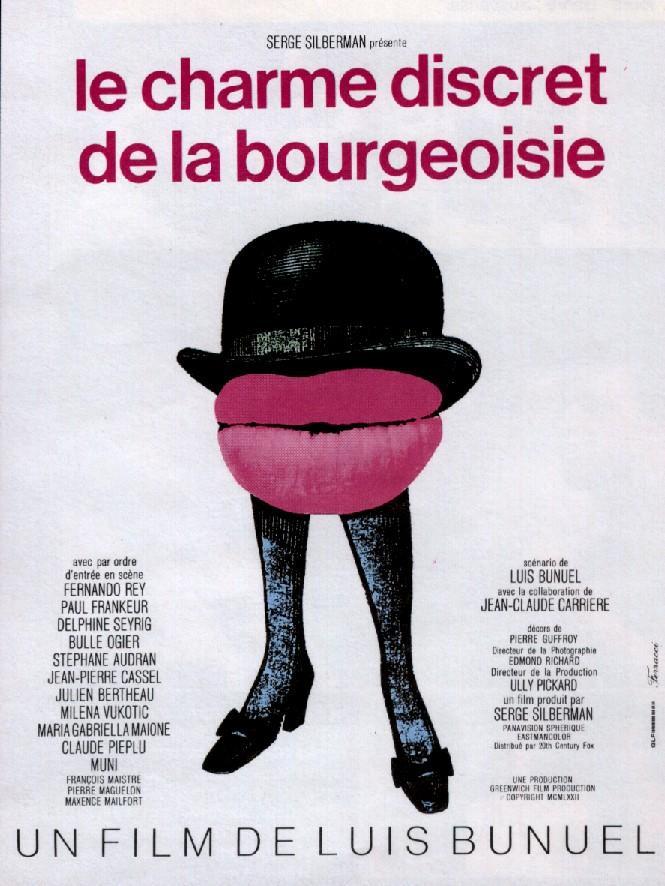 SERGE SILBERMAN présente
le charme discret
de la bourgeoisie
avec par ordre
d'entrée en scène
FERNANDO REY
PAUL FRANKEUR
DELPHINE SEYRIG
BULLE OGIER
STEPHANE AUDRAN
JEAN-PIERRE CASSEL
JULIEN BERTHEAU
MILENA VUKOTIC
MARIA GABRIELLA MAIONE
CLAUDE PIEPLU
MUNI
FRANÇOIS MAISTRE
PIERRE MAGUELON
MAXENCE MAILFORT
scénario de
LUIS BUNUEL
avec la collaboration de
JEAN-CLAUDE CARRIERE
décors de
PIERRE GUFFROY
Directeur de la Photographie
EDMOND RICHARD
Directeur de la Production
ULLY PICKARD
un film produit par
SERGE SILBERMAN
PANAVISION SPHERIQUE
EASTMANCOLOR
Distribué par 20th Century Fox
UNE PRODUCTION
GREENWICH FILM PRODUCTION
© COPYRIGHT MCMLXXII
Ferracci
UN FILM DE LUIS BUNUEL